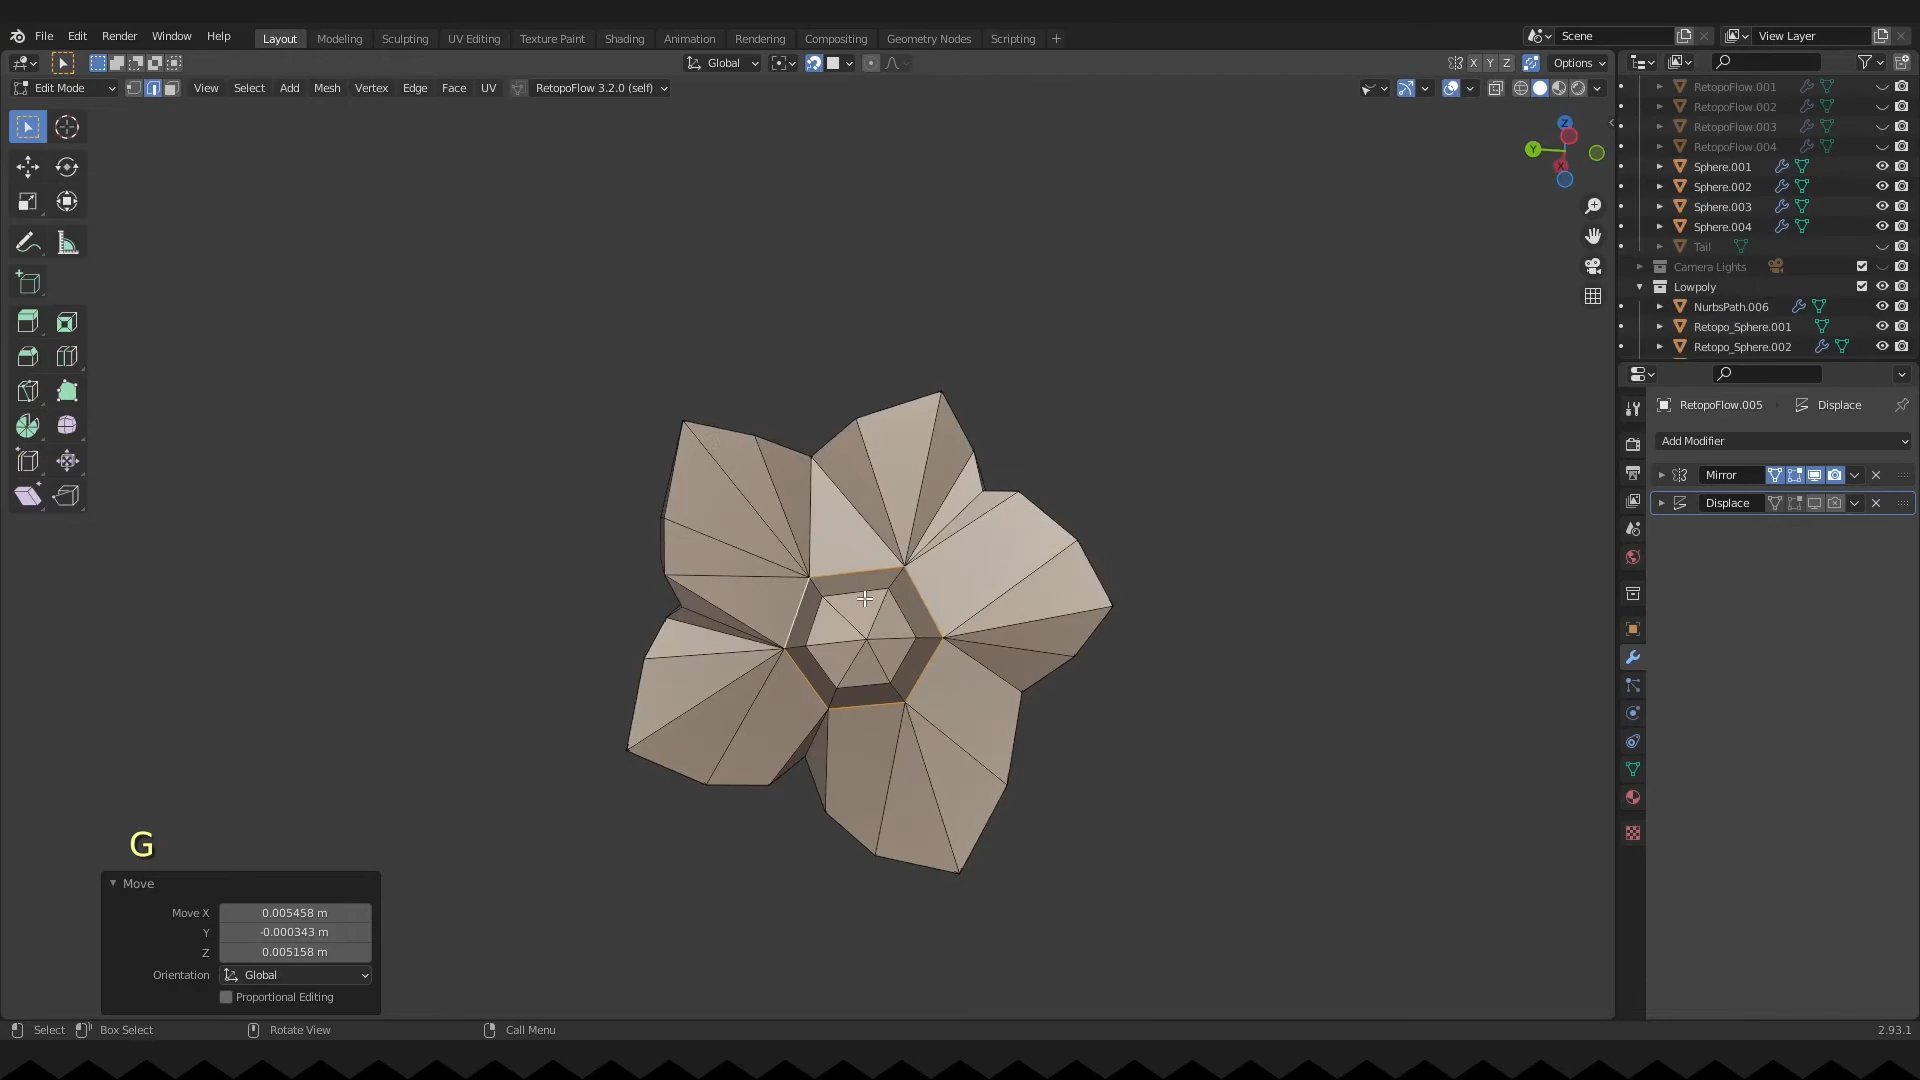 File Edit Render Window Help Layout Modeling Sculpting UV Editing Texture Paint Shading Animation Rendering Compositing Geometry Nodes Scripting + Scene View Layer
Global X Y Z Options
Edit Mode View Select Add Mesh Vertex Edge Face UV RetopoFlow 3.2.0 (self)
RetopoFlow.001
RetopoFlow.002
RetopoFlow.003
RetopoFlow.004
Sphere.001
Sphere.002
Sphere.003
Sphere.004
Tail
Camera Lights
Lowpoly
NurbsPath.006
Retopo_Sphere.001
Retopo_Sphere.002
Z
Y
X
RetopoFlow.005 Displace
Add Modifier
Mirror
Displace
G
Move
Move X 0.005458 m
Y -0.000343 m
Z 0.005158 m
Orientation Global
Proportional Editing
Select Box Select Rotate View Call Menu 2.93.1